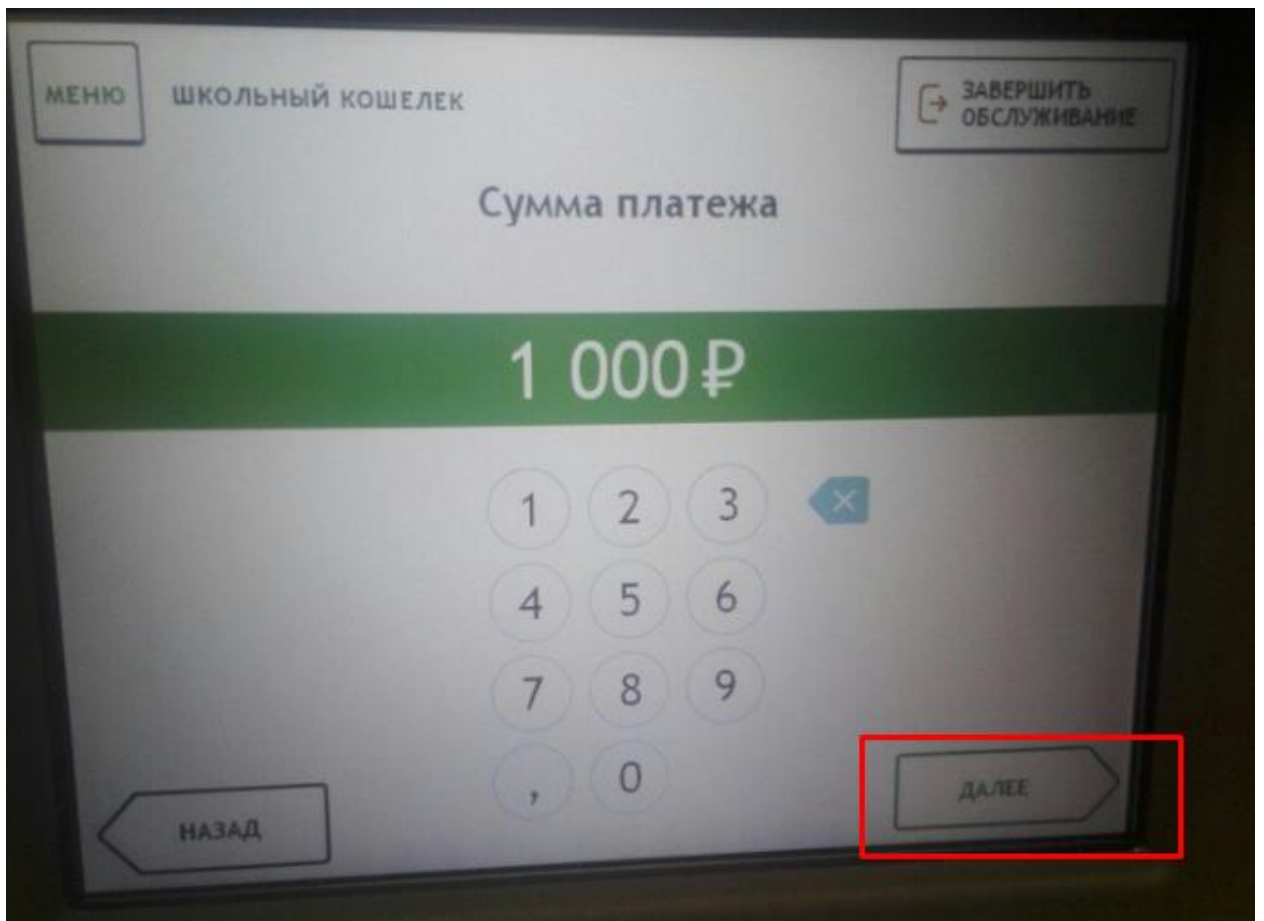 МЕНЮ
ШКОЛЬНЫЙ КОШЕЛЕК
ЗАВЕРШИТЬ
ОБСЛУЖИВАНИЕ
Сумма платежа
1 000 ₽
1 2 3
4 5 6
7 8 9
, 0
НАЗАД
ДАЛЕЕ